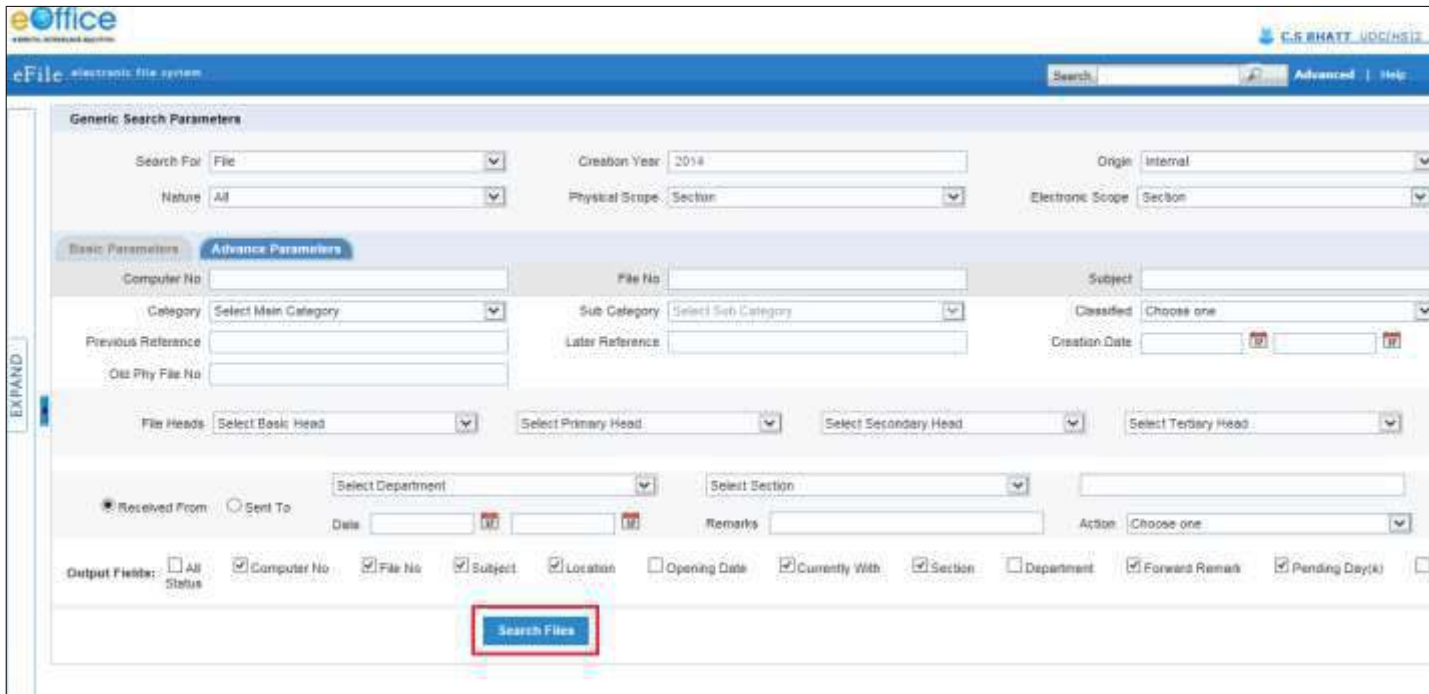 eOffice
C.S BHATT
eFile electronic file system
Search Advanced | Help
Generic Search Parameters
Search For File Creation Year 2014 Origin Internal
Nature All Physical Scope Section Electronic Scope Section
Basic Parameters Advance Parameters
Computer No File No Subject
Category Select Main Category Sub Category Select Sub Category Classified Choose one
Previous Reference Later Reference Creation Date
Old Phy File No
EXPAND
File Heads Select Basic Head Select Primary Head Select Secondary Head Select Tertiary Head
Select Department Select Section
Received From Sent To
Date Remarks Action Choose one
Output Fields: All Computer No File No Subject Location Opening Date Currently With Section Department Forward Remark Pending Day(s)
Status
Search Files